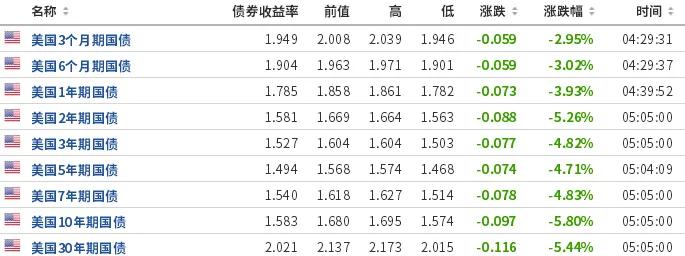 名称 债券收益率 前值 高 低 涨跌 涨跌幅 时间
美国3个月期国债 1.949 2.008 2.039 1.946 -0.059 -2.95% 04:29:31
美国6个月期国债 1.904 1.963 1.971 1.901 -0.059 -3.02% 04:29:37
美国1年期国债 1.785 1.858 1.861 1.782 -0.073 -3.93% 04:39:52
美国2年期国债 1.581 1.669 1.664 1.563 -0.088 -5.26% 05:05:00
美国3年期国债 1.527 1.604 1.604 1.503 -0.077 -4.82% 05:05:00
美国5年期国债 1.494 1.568 1.574 1.468 -0.074 -4.71% 05:04:09
美国7年期国债 1.540 1.618 1.627 1.514 -0.078 -4.83% 05:05:00
美国10年期国债 1.583 1.680 1.695 1.574 -0.097 -5.80% 05:05:00
美国30年期国债 2.021 2.137 2.173 2.015 -0.116 -5.44% 05:05:00